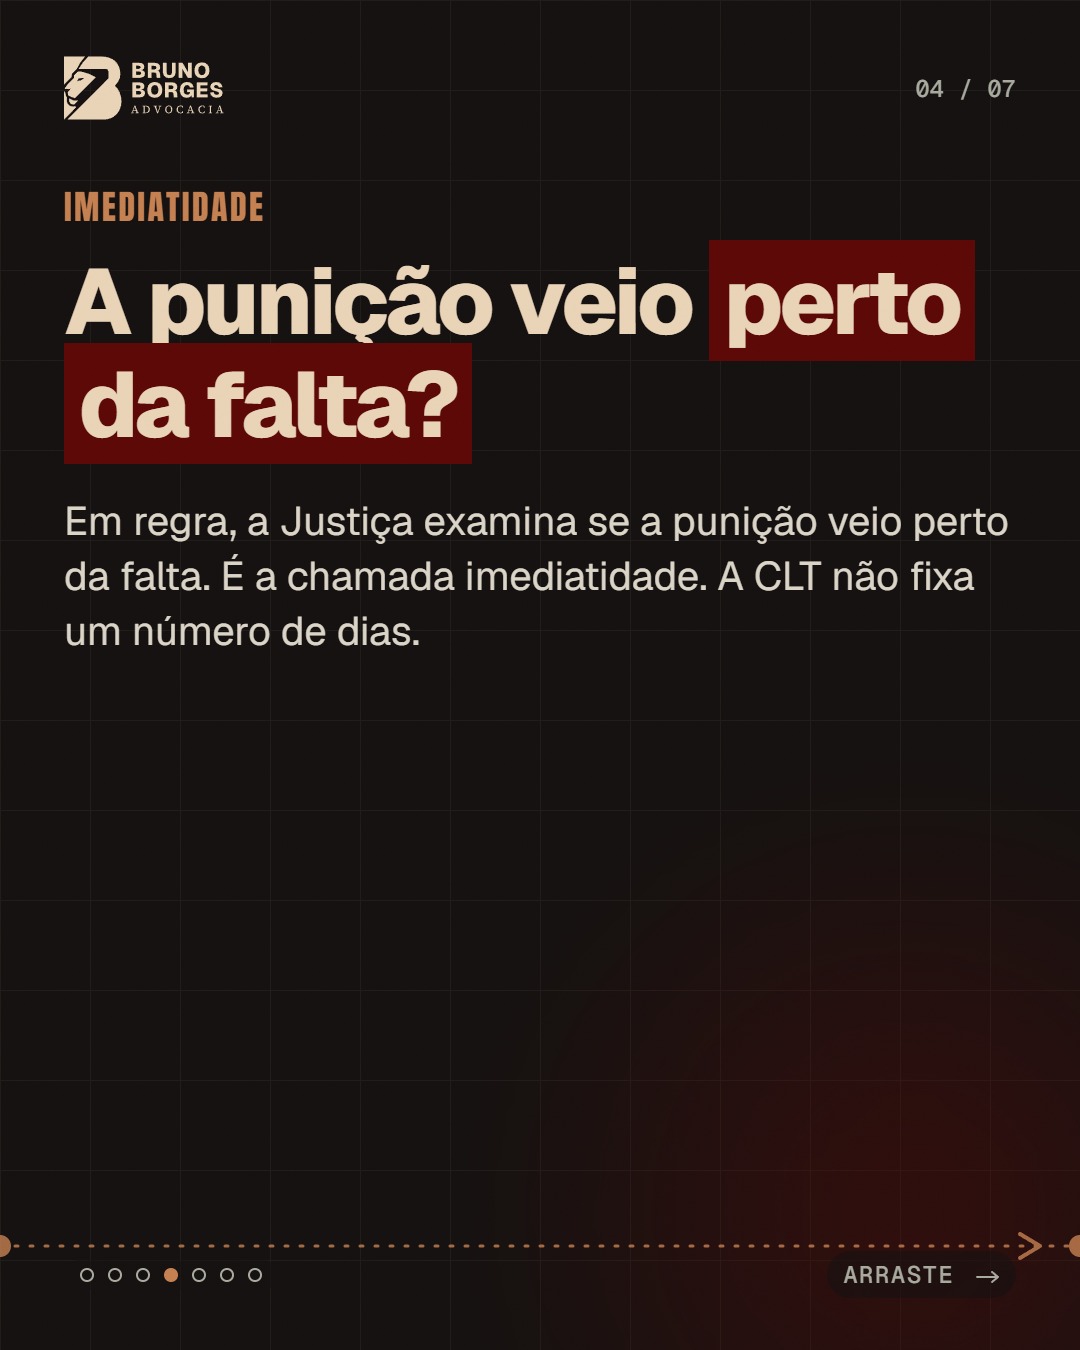 BRUNO
BORGES
ADVOCACIA
04 / 07
IMEDIATIDADE
A punição veio perto
da falta?
Em regra, a Justiça examina se a punição veio perto
da falta. É a chamada imediatidade. A CLT não fixa
um número de dias.
ARRASTE →